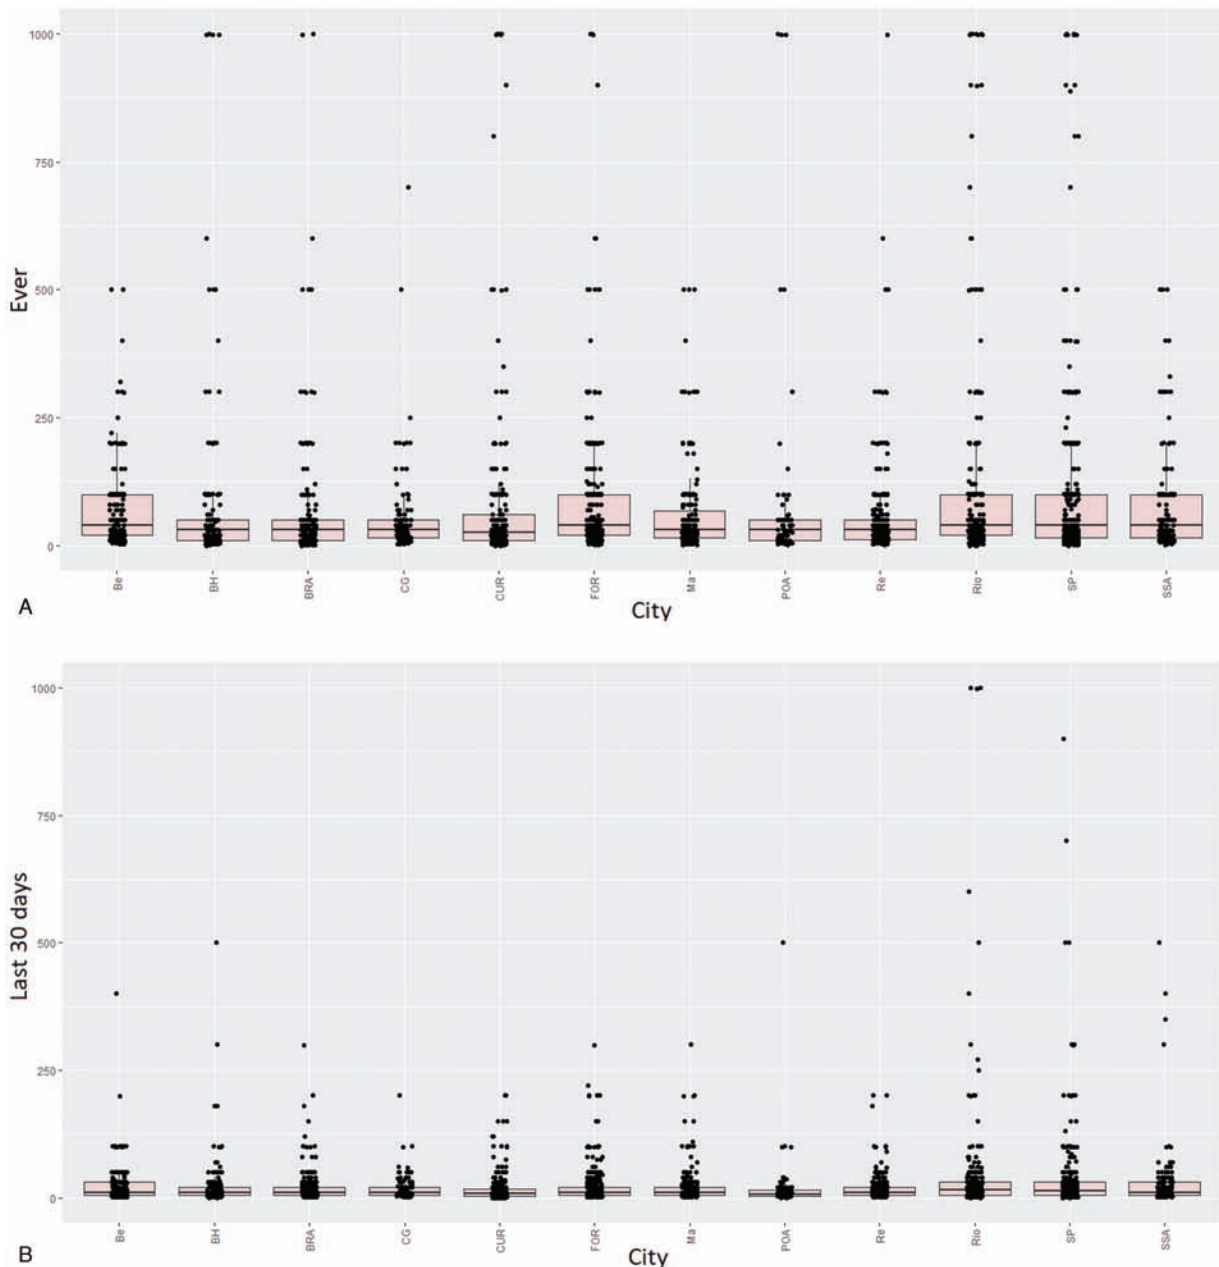 1000
750
500
250
0
Ever
Be BH BRA CG CUR FOR Ma POA Re Rio SP SSA
A
City
1000
750
500
250
0
Last 30 days
Be BH BRA CG CUR FOR Ma POA Re Rio SP SSA
B
City